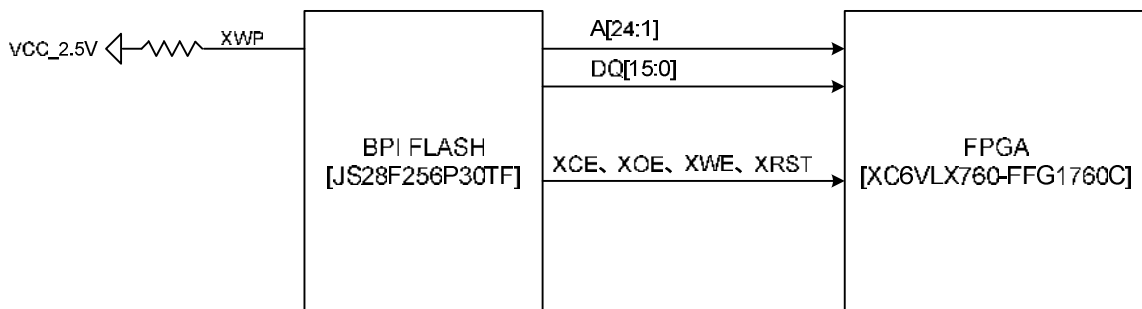 A[24:1]
VCC_2.5V
XWP
DQ[15:0]
BPI FLASH
[JS28F256P30TF]
XCE、XOE、XWE、XRST
FPGA
[XC6VLX760-FFG1760C]